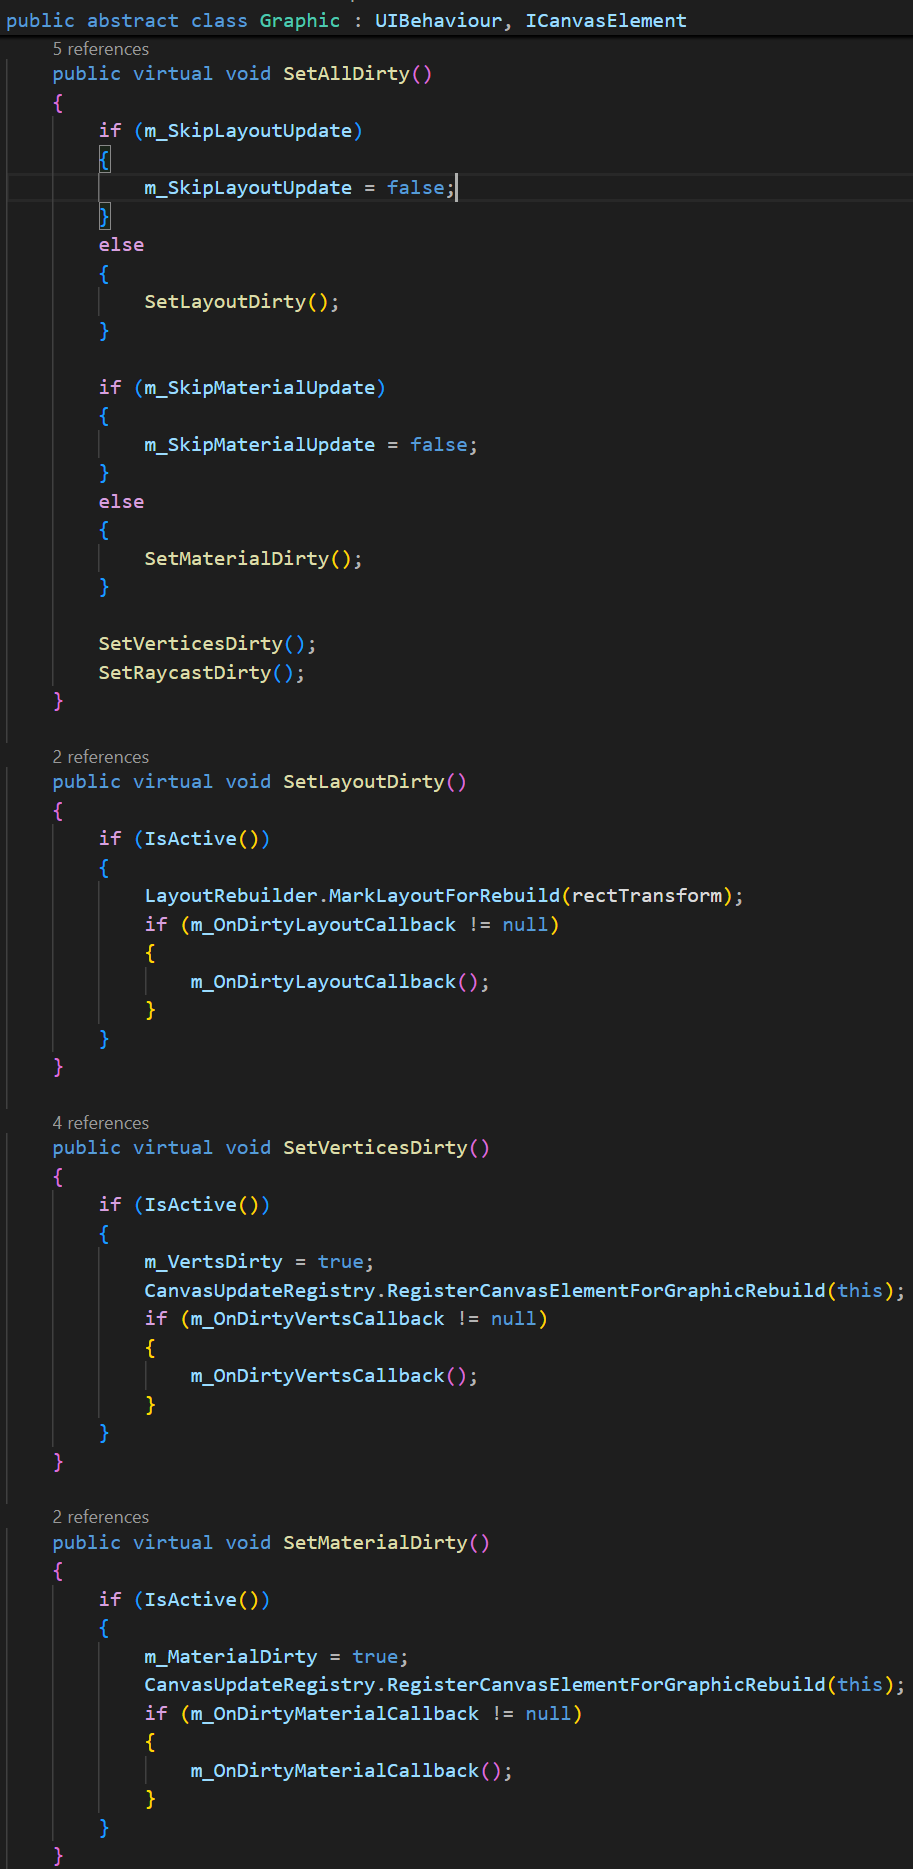 public abstract class Graphic : UIBehaviour, ICanvasElement
5 references
public virtual void SetAllDirty()
{
if (m_SkipLayoutUpdate)
{
m_SkipLayoutUpdate = false;
}
else
{
SetLayoutDirty();
}
if (m_SkipMaterialUpdate)
{
m_SkipMaterialUpdate = false;
}
else
{
SetMaterialDirty();
}
SetVerticesDirty();
SetRaycastDirty();
}
2 references
public virtual void SetLayoutDirty()
{
if (IsActive())
{
LayoutRebuilder.MarkLayoutForRebuild(rectTransform);
if (m_OnDirtyLayoutCallback != null)
{
m_OnDirtyLayoutCallback();
}
}
}
4 references
public virtual void SetVerticesDirty()
{
if (IsActive())
{
m_VertsDirty = true;
CanvasUpdateRegistry.RegisterCanvasElementForGraphicRebuild(this);
if (m_OnDirtyVertsCallback != null)
{
m_OnDirtyVertsCallback();
}
}
}
2 references
public virtual void SetMaterialDirty()
{
if (IsActive())
{
m_MaterialDirty = true;
CanvasUpdateRegistry.RegisterCanvasElementForGraphicRebuild(this);
if (m_OnDirtyMaterialCallback != null)
{
m_OnDirtyMaterialCallback();
}
}
}